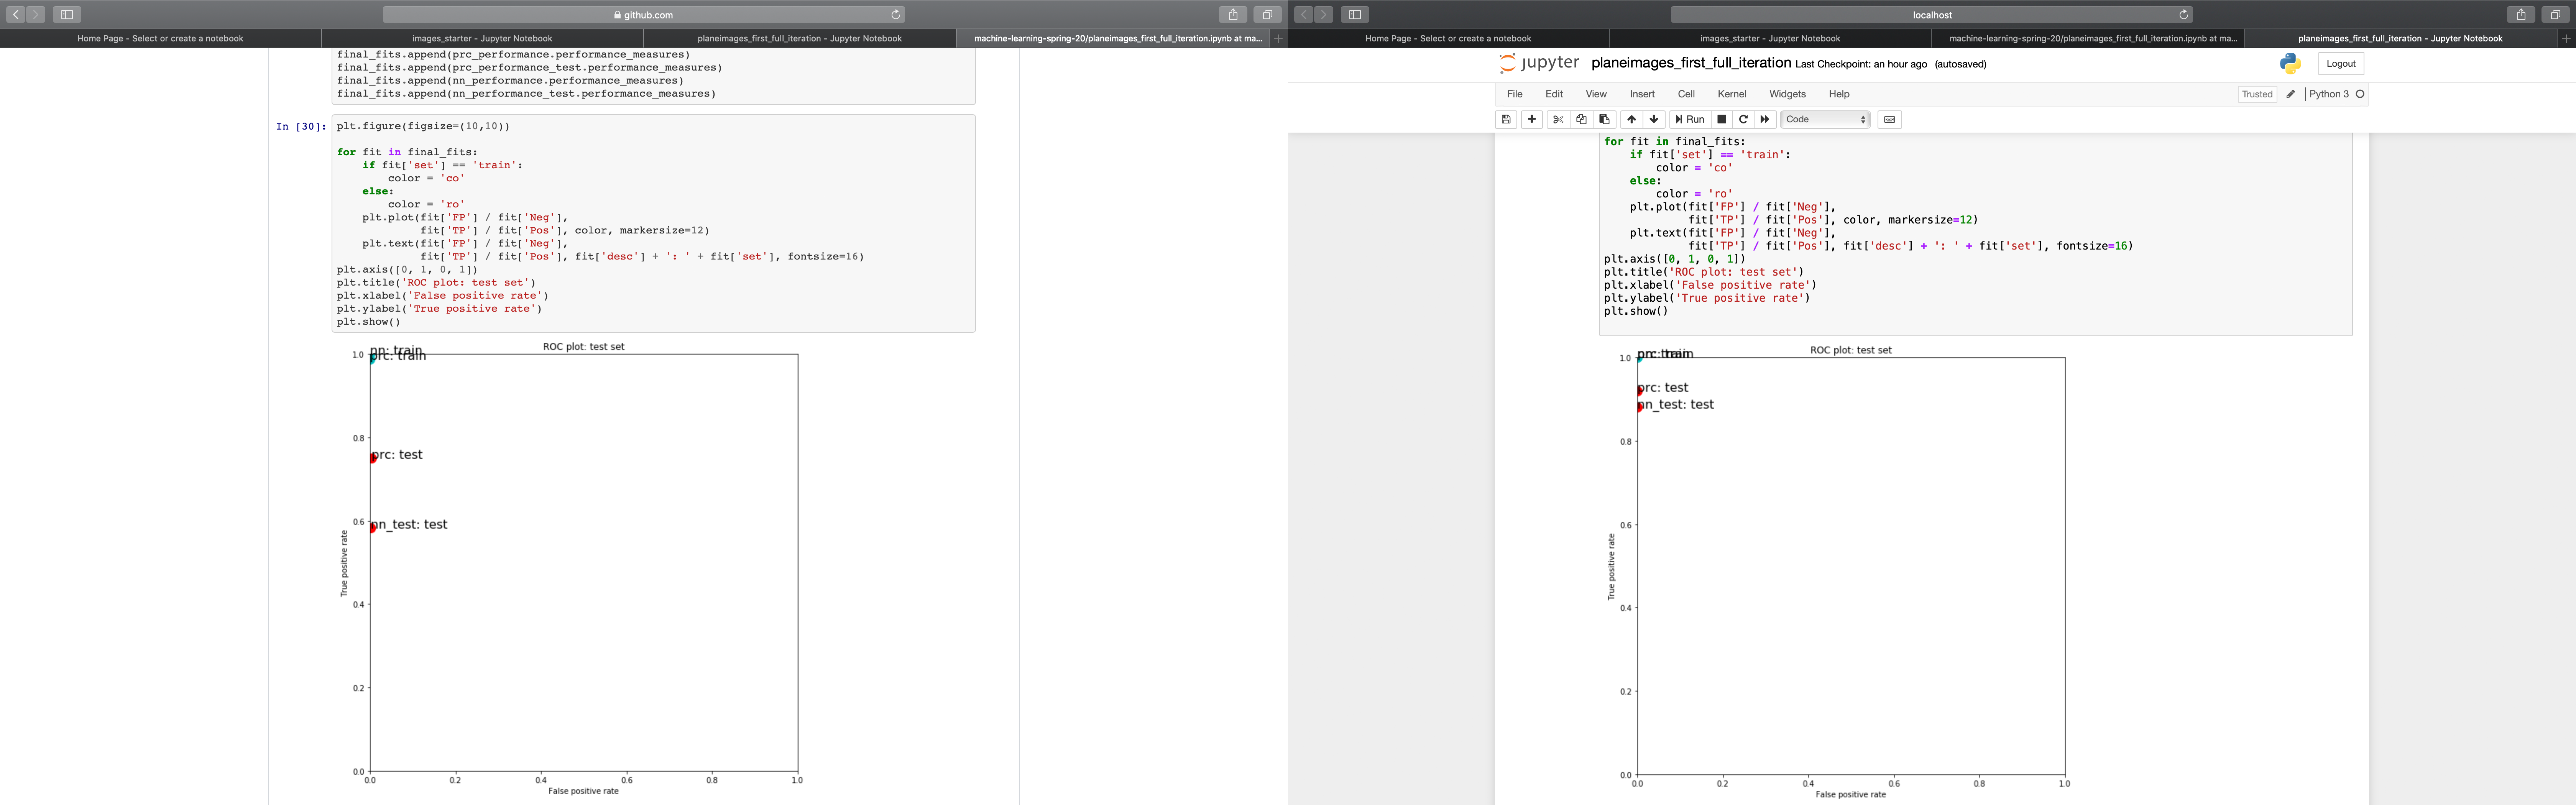 github.com
Home Page - Select or create a notebook
images_starter - Jupyter Notebook
planeimages_first_full_iteration - Jupyter Notebook
machine-learning-spring-20/planeimages_first_full_iteration.ipynb at ma...
final_fits.append(prc_performance.performance_measures)
final_fits.append(prc_performance_test.performance_measures)
final_fits.append(nn_performance.performance_measures)
final_fits.append(nn_performance_test.performance_measures)
In [30]:
plt.figure(figsize=(10,10))
for fit in final_fits:
    if fit['set'] == 'train':
        color = 'co'
    else:
        color = 'ro'
    plt.plot(fit['FP'] / fit['Neg'],
             fit['TP'] / fit['Pos'], color, markersize=12)
    plt.text(fit['FP'] / fit['Neg'],
             fit['TP'] / fit['Pos'], fit['desc'] + ': ' + fit['set'], fontsize=16)
plt.axis([0, 1, 0, 1])
plt.title('ROC plot: test set')
plt.xlabel('False positive rate')
plt.ylabel('True positive rate')
plt.show()
ROC plot: test set
nn: train
prc: train
prc: test
nn_test: test
1.0
0.8
0.6
0.4
0.2
0.0
True positive rate
0.0 0.2 0.4 0.6 0.8 1.0
False positive rate
localhost
Home Page - Select or create a notebook
images_starter - Jupyter Notebook
machine-learning-spring-20/planeimages_first_full_iteration.ipynb at ma...
planeimages_first_full_iteration - Jupyter Notebook
jupyter planeimages_first_full_iteration Last Checkpoint: an hour ago (autosaved)
Logout
File Edit View Insert Cell Kernel Widgets Help
Trusted
Python 3
Run
Code
for fit in final_fits:
    if fit['set'] == 'train':
        color = 'co'
    else:
        color = 'ro'
    plt.plot(fit['FP'] / fit['Neg'],
             fit['TP'] / fit['Pos'], color, markersize=12)
    plt.text(fit['FP'] / fit['Neg'],
             fit['TP'] / fit['Pos'], fit['desc'] + ': ' + fit['set'], fontsize=16)
plt.axis([0, 1, 0, 1])
plt.title('ROC plot: test set')
plt.xlabel('False positive rate')
plt.ylabel('True positive rate')
plt.show()
ROC plot: test set
prc: test
nn_test: test
1.0
0.8
0.6
0.4
0.2
0.0
True positive rate
0.0 0.2 0.4 0.6 0.8 1.0
False positive rate